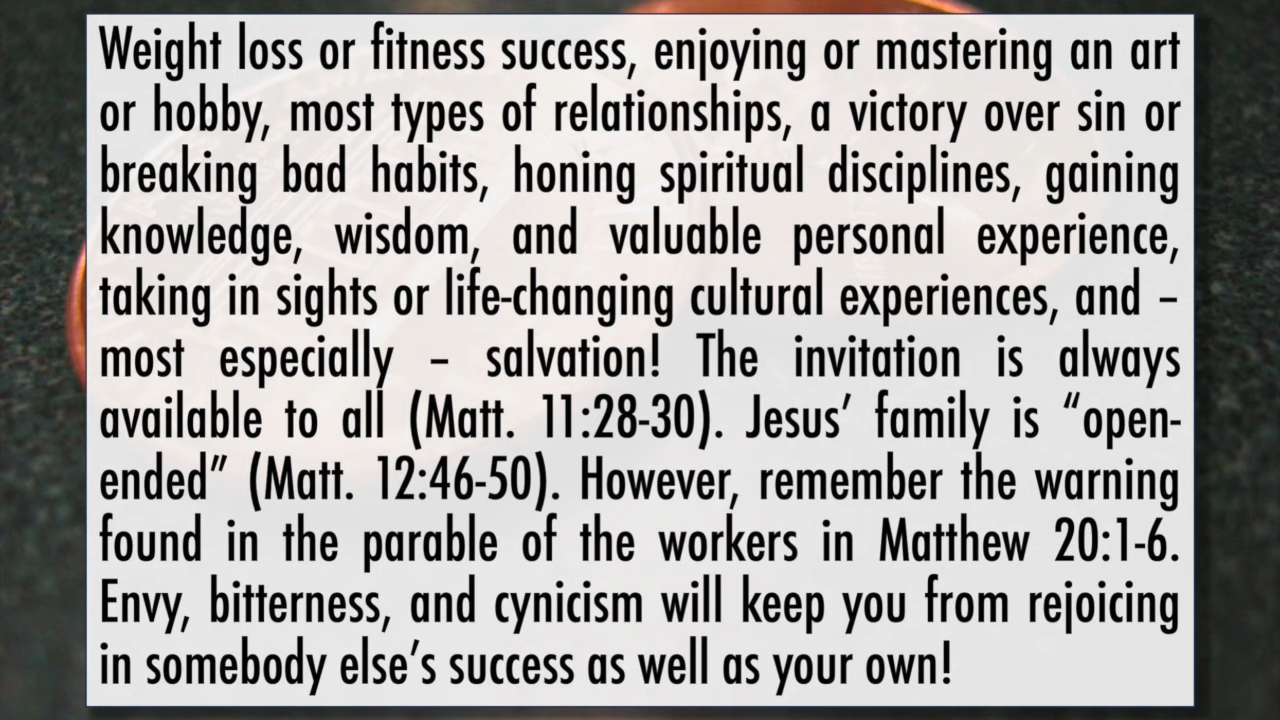 Weight loss or fitness success, enjoying or mastering an art
or hobby, most types of relationships, a victory over sin or
breaking bad habits, honing spiritual disciplines, gaining
knowledge, wisdom, and valuable personal experience,
taking in sights or life-changing cultural experiences, and –
most especially – salvation! The invitation is always
available to all (Matt. 11:28-30). Jesus’ family is “open-
ended” (Matt. 12:46-50). However, remember the warning
found in the parable of the workers in Matthew 20:1-6.
Envy, bitterness, and cynicism will keep you from rejoicing
in somebody else’s success as well as your own!